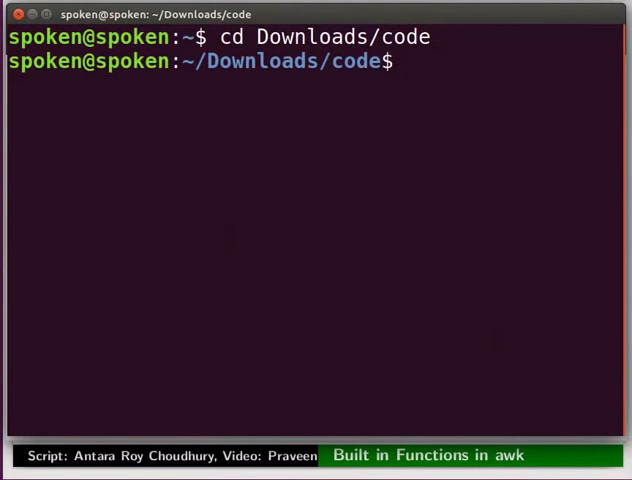 spoken@spoken: ~/Downloads/code
spoken@spoken:~$ cd Downloads/code
spoken@spoken:~/Downloads/code$
Script: Antara Roy Choudhury, Video: Praveen
Built in Functions in awk